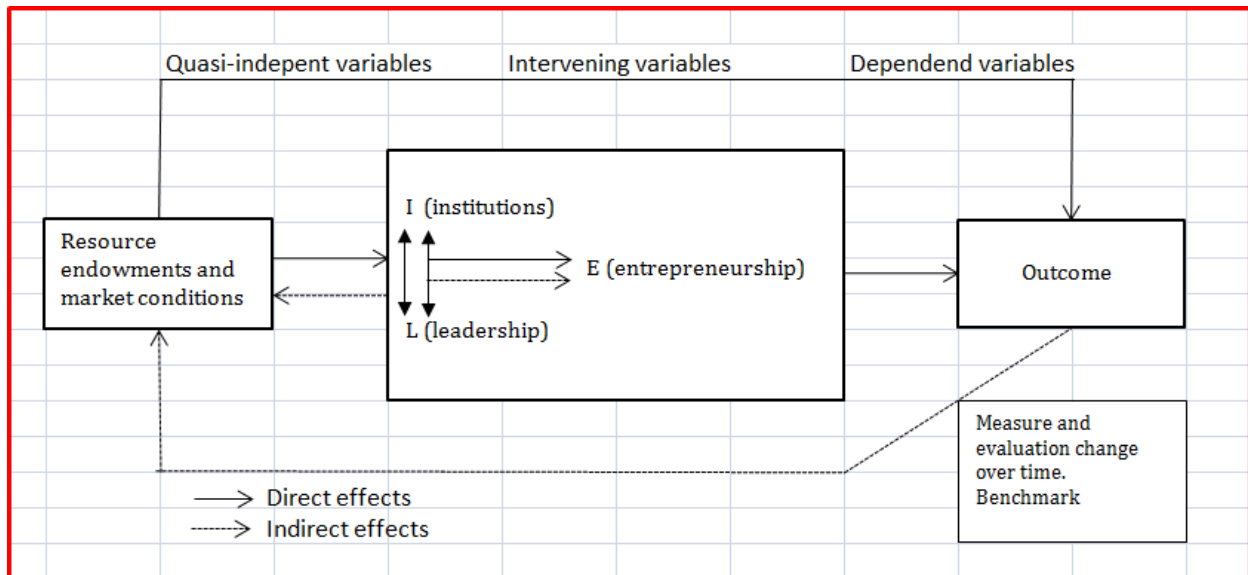 Quasi-indepent variables
Intervening variables
Dependend variables
I (institutions)
Resource
endowments and
market conditions
E (entrepreneurship)
Outcome
L (leadership)
Measure and
evaluation change
over time.
Benchmark
Direct effects
Indirect effects